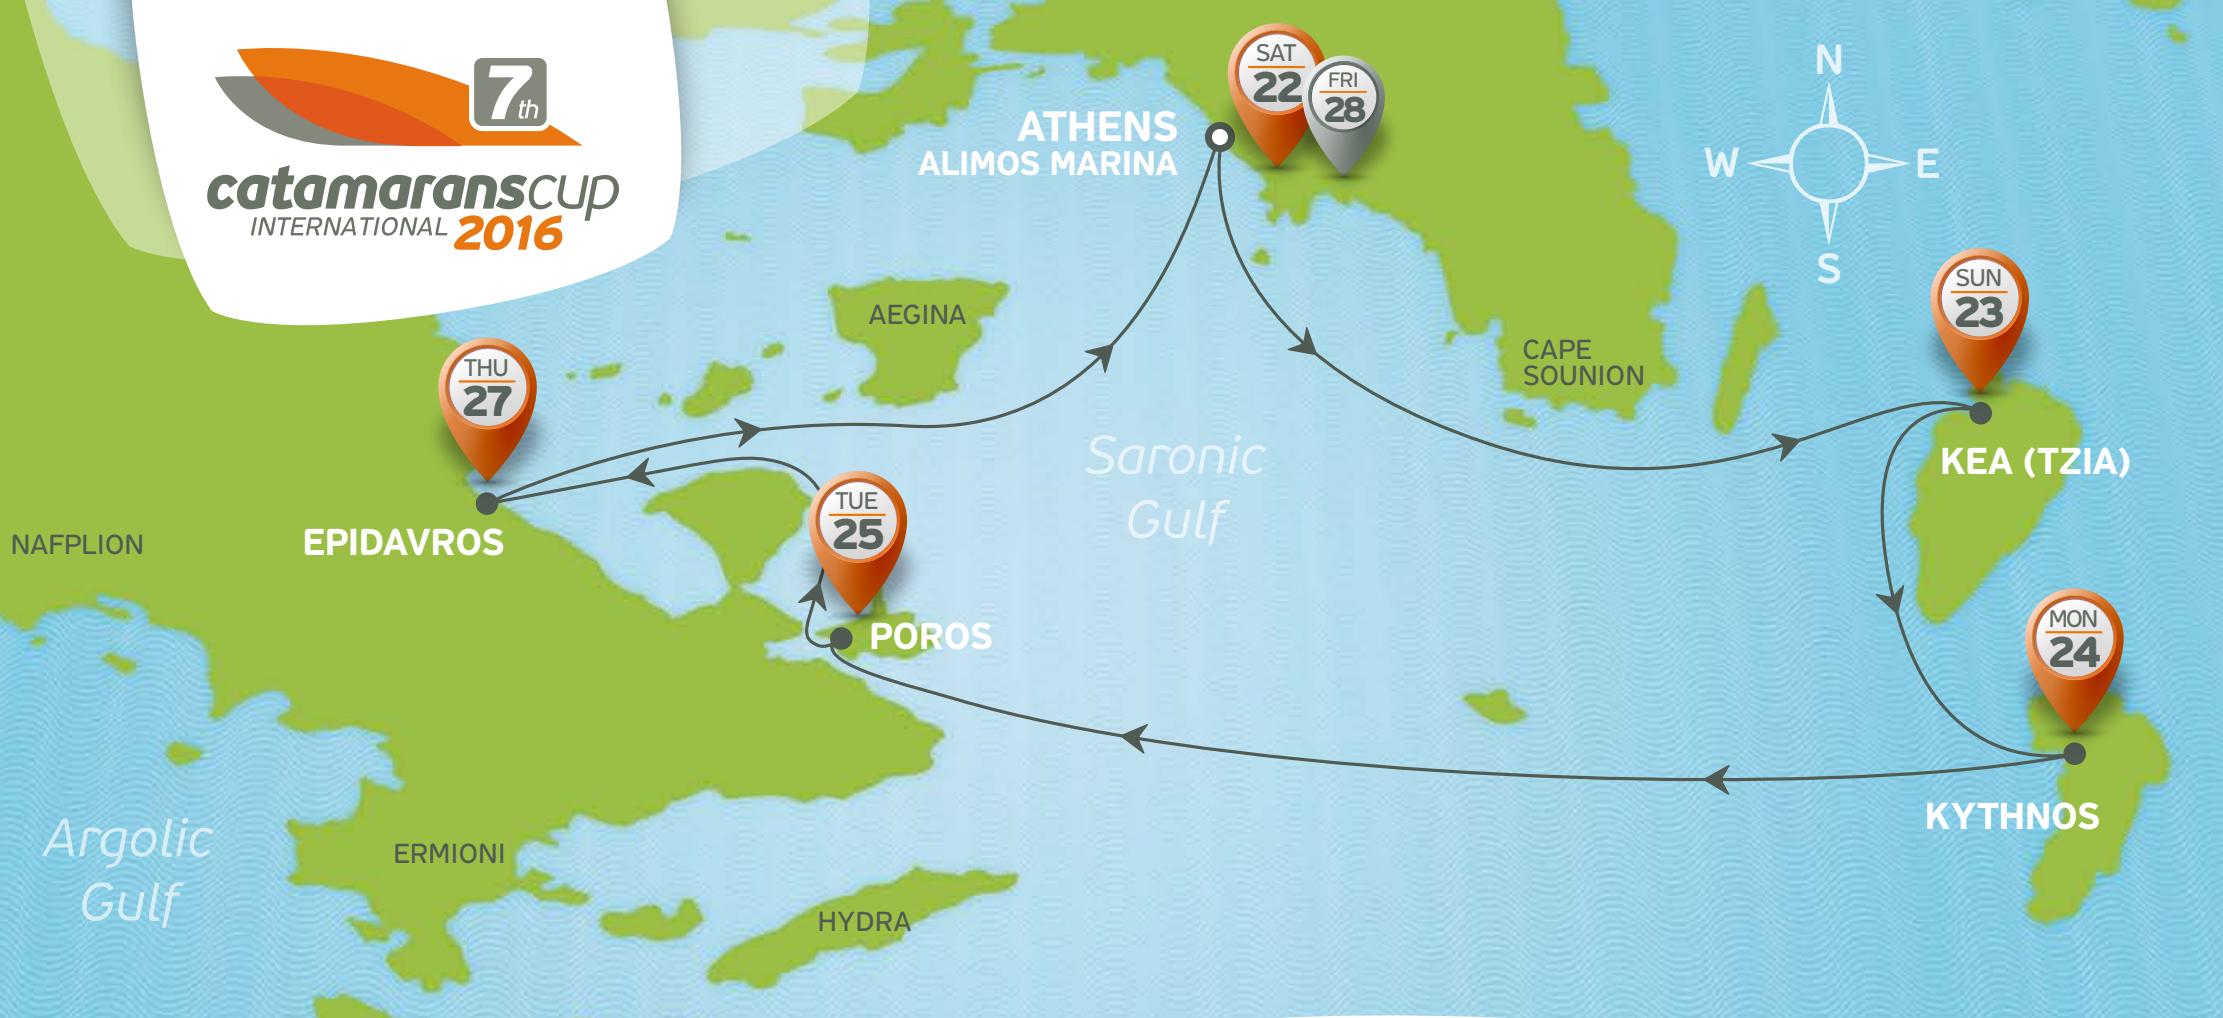 7th
catamaranscup
INTERNATIONAL 2016
SAT
22
FRI
28
ATHENS
ALIMOS MARINA
N
W E
S
SUN
23
AEGINA
CAPE
SOUNION
THU
27
KEA (TZIA)
Saronic
Gulf
TUE
25
NAFPLION
EPIDAVROS
POROS
MON
24
KYTHNOS
Argolic
Gulf
ERMIONI
HYDRA